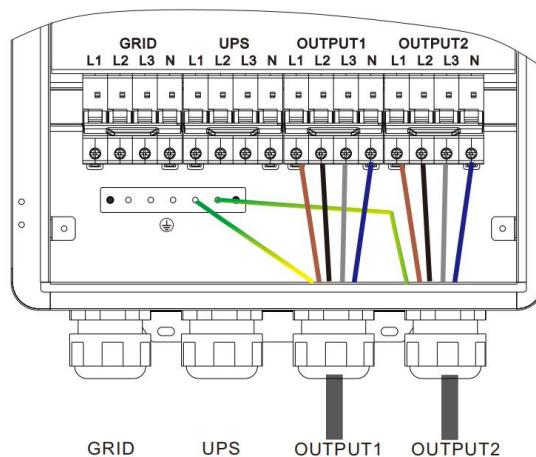 GRID UPS OUTPUT1 OUTPUT2
L1 L2 L3 N L1 L2 L3 N L1 L2 L3 N L1 L2 L3 N
GRID UPS OUTPUT1 OUTPUT2